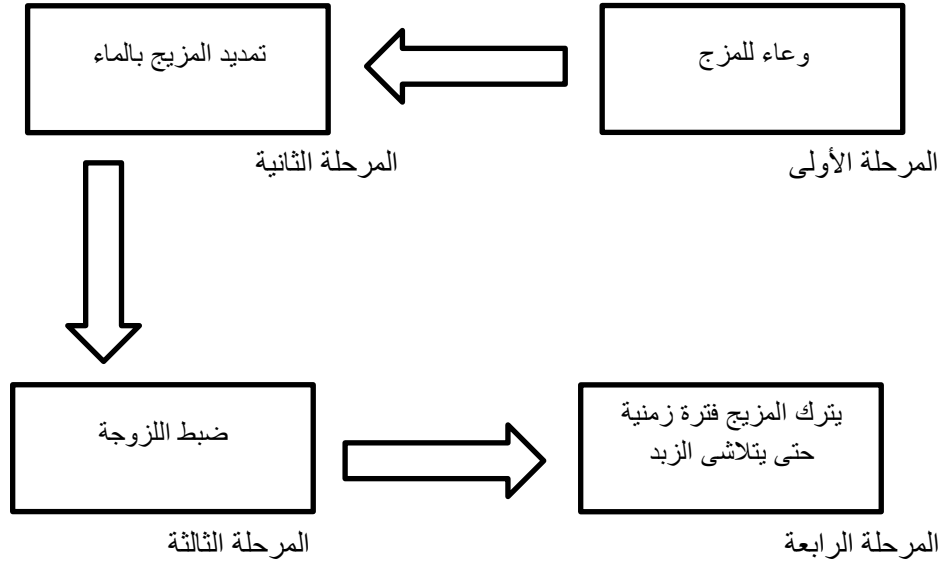 وعاء للمزج
المرحلة الأولى
تمديد المزيج بالماء
المرحلة الثانية
ضبط اللزوجة
المرحلة الثالثة
يترك المزيج فترة زمنية
حتى يتلاشى الزبد
المرحلة الرابعة